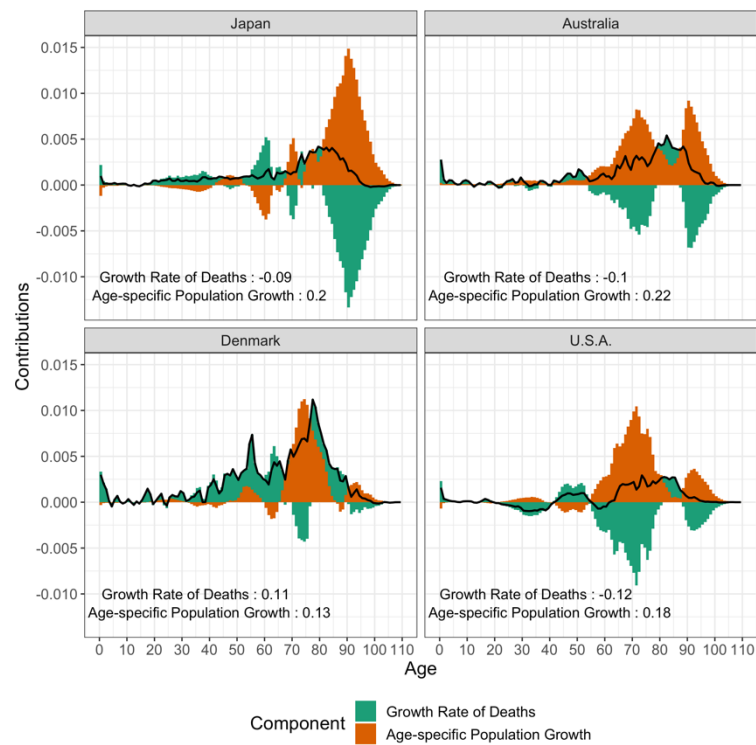 Japan
Australia
0.015
0.010
0.005
0.000
-0.005
-0.010
Growth Rate of Deaths : -0.09
Age-specific Population Growth : 0.2
Growth Rate of Deaths : -0.1
Age-specific Population Growth : 0.22
Contributions
Denmark
U.S.A.
0.015
0.010
0.005
0.000
-0.005
-0.010
Growth Rate of Deaths : 0.11
Age-specific Population Growth : 0.13
Growth Rate of Deaths : -0.12
Age-specific Population Growth : 0.18
0 10 20 30 40 50 60 70 80 90 100 110
0 10 20 30 40 50 60 70 80 90 100 110
Age
Component
Growth Rate of Deaths
Age-specific Population Growth